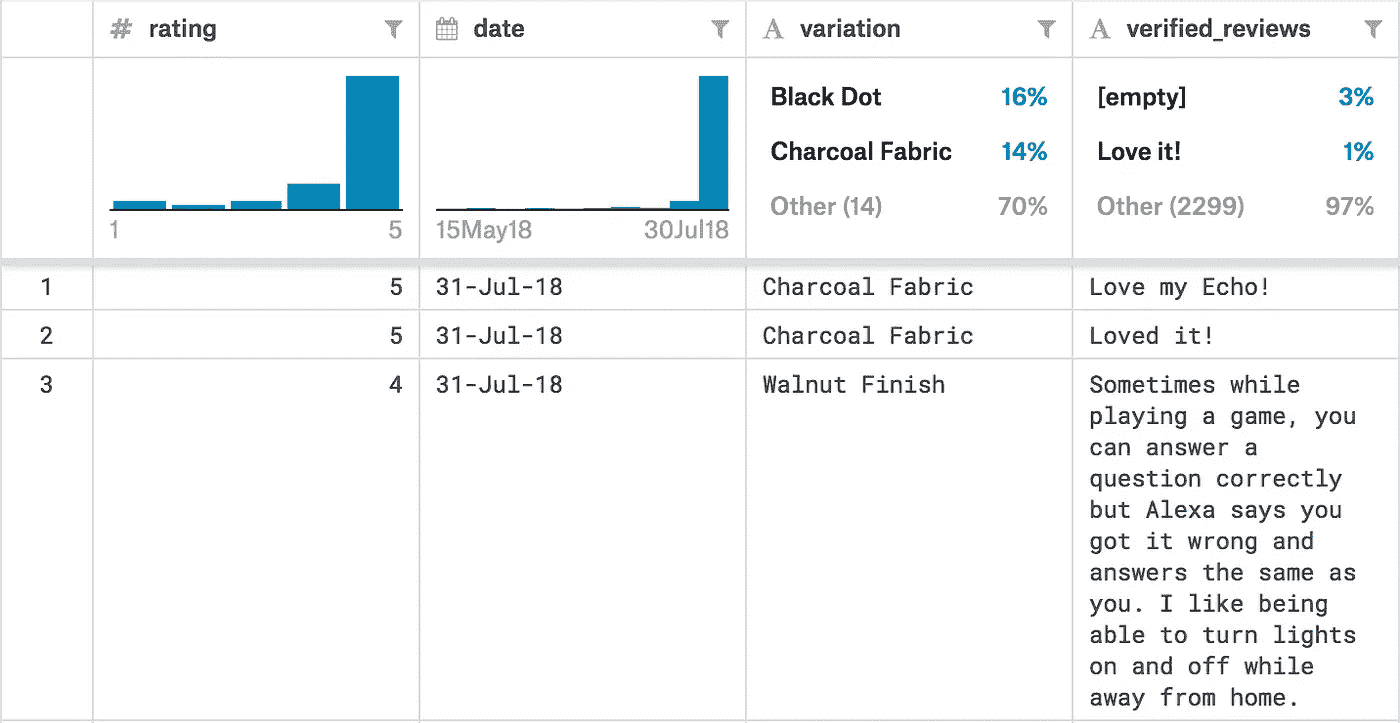 # rating date A variation A verified_reviews
Black Dot 16% [empty] 3%
Charcoal Fabric 14% Love it! 1%
Other (14) 70% Other (2299) 97%
1 5 15May18 30Jul18
1 5 31-Jul-18 Charcoal Fabric Love my Echo!
2 5 31-Jul-18 Charcoal Fabric Loved it!
3 4 31-Jul-18 Walnut Finish Sometimes while
playing a game, you
can answer a
question correctly
but Alexa says you
got it wrong and
answers the same as
you. I like being
able to turn lights
on and off while
away from home.